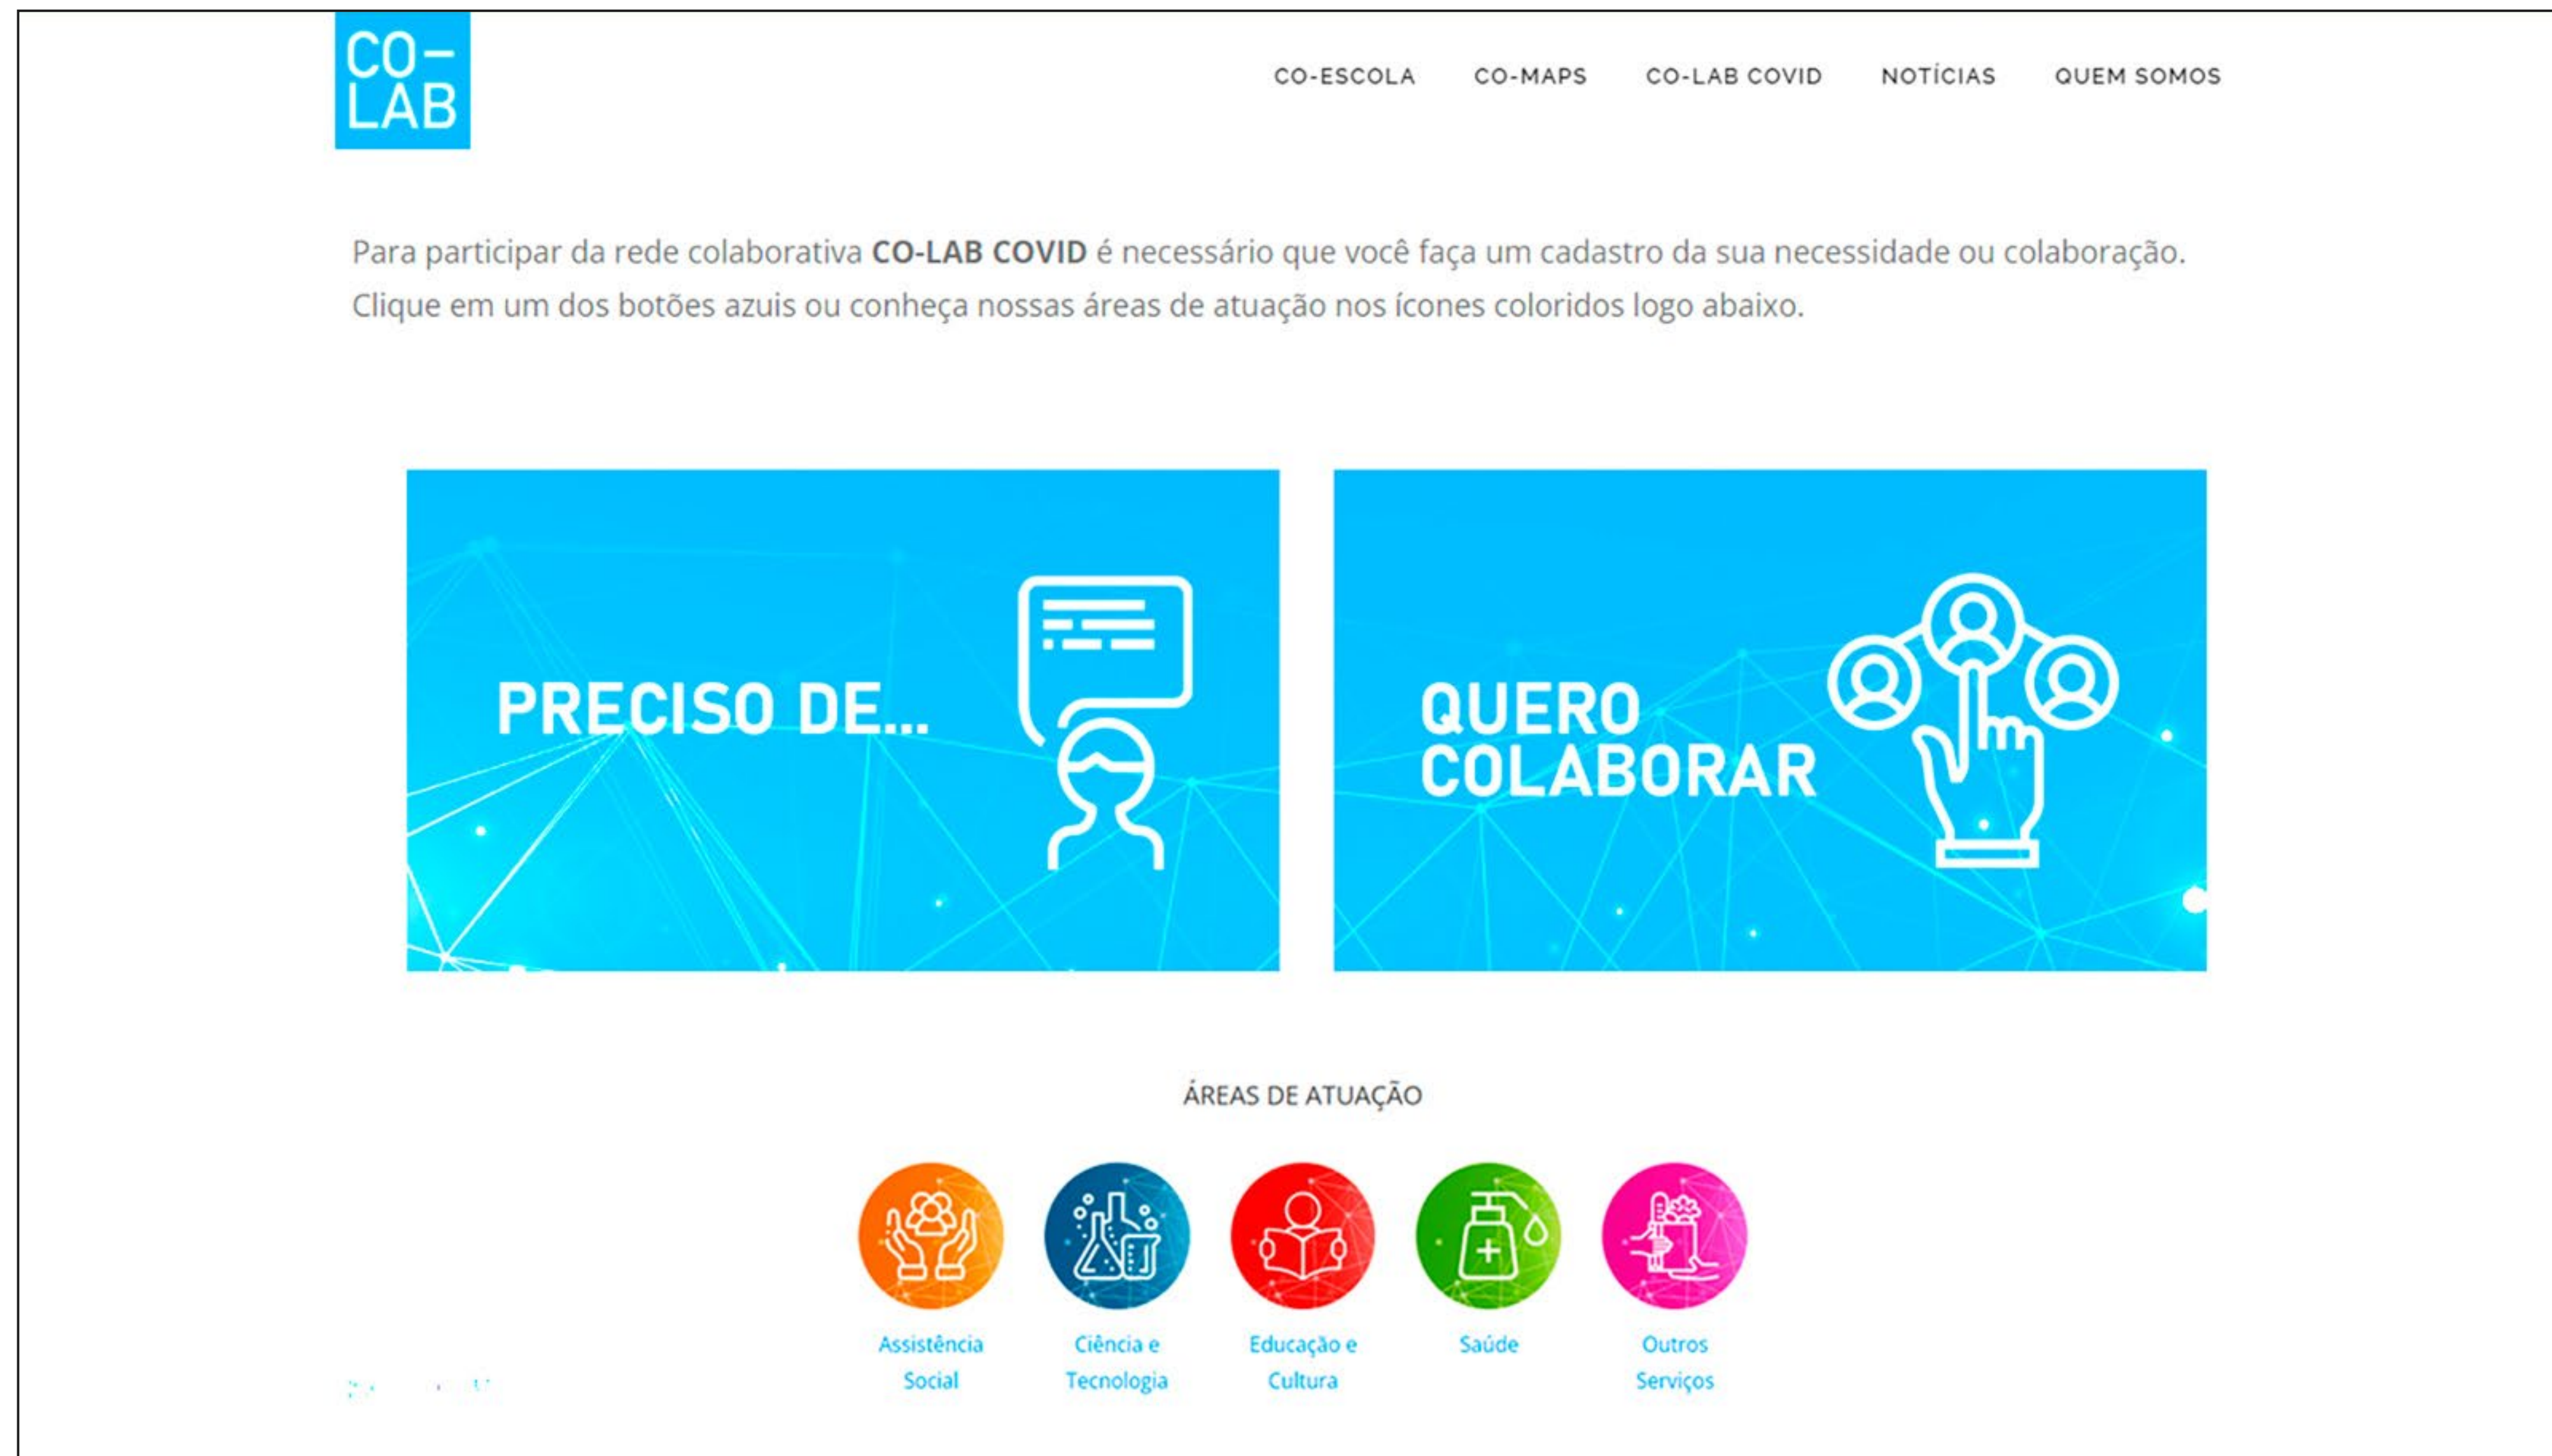 CO-
LAB
CO-ESCOLA CO-MAPS CO-LAB COVID NOTÍCIAS QUEM SOMOS
Para participar da rede colaborativa CO-LAB COVID é necessário que você faça um cadastro da sua necessidade ou colaboração.
Clique em um dos botões azuis ou conheça nossas áreas de atuação nos ícones coloridos logo abaixo.
PRECISO DE...
QUERO
COLABORAR
ÁREAS DE ATUAÇÃO
Assistência
Social
Ciência e
Tecnologia
Educação e
Cultura
Saúde
Outros
Serviços